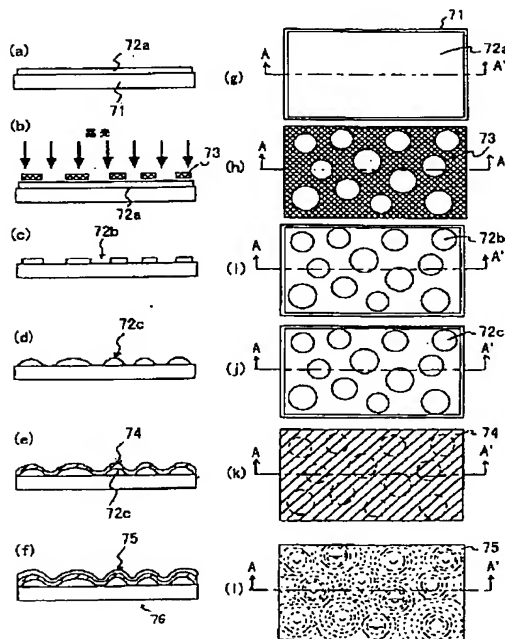 (a)
72a
71
(g)
71
72a
A
A'
(b)
露光
73
72a
(h)
73
A
A
(c)
72b
(i)
72b
A
A'
(d)
72c
(j)
72c
A
A'
(e)
74
72c
(k)
74
A
A'
(f)
75
76
(l)
75
A
A'